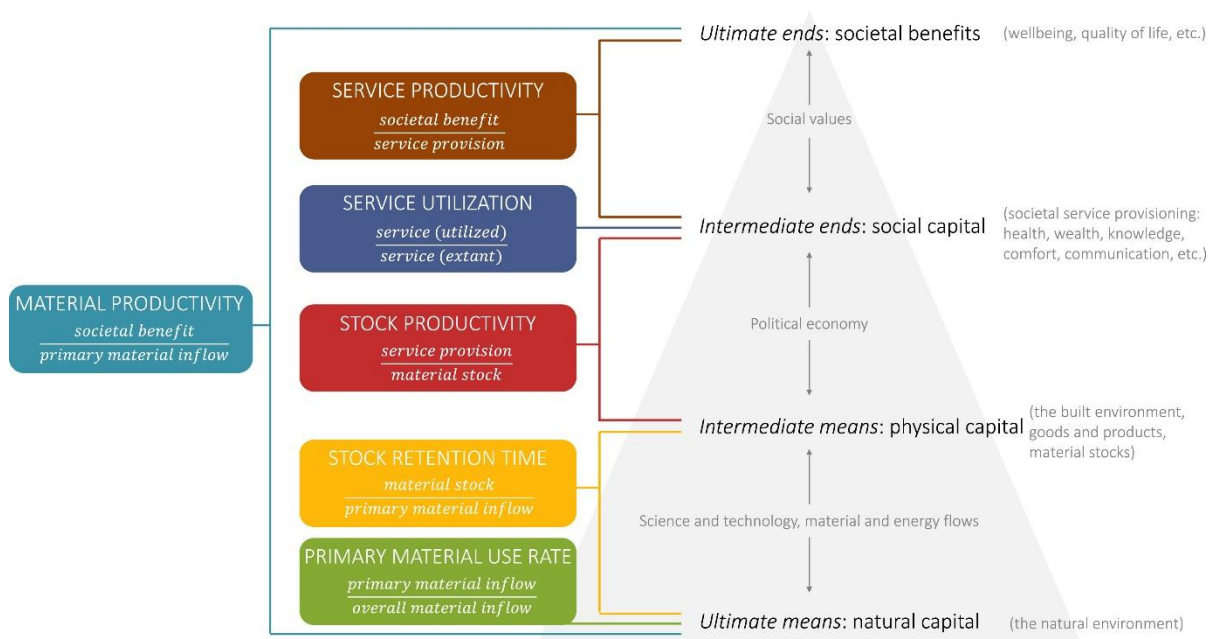 Ultimate ends: societal benefits
(wellbeing, quality of life, etc.)
SERVICE PRODUCTIVITY
societal benefit
service provision
Social values
SERVICE UTILIZATION
service (utilized)
service (extant)
Intermediate ends: social capital
(societal service provisioning:
health, wealth, knowledge,
comfort, communication, etc.)
MATERIAL PRODUCTIVITY
societal benefit
primary material inflow
STOCK PRODUCTIVITY
service provision
material stock
Political economy
Intermediate means: physical capital
(the built environment,
goods and products,
material stocks)
STOCK RETENTION TIME
material stock
primary material inflow
Science and technology, material and energy flows
PRIMARY MATERIAL USE RATE
primary material inflow
overall material inflow
Ultimate means: natural capital
(the natural environment)